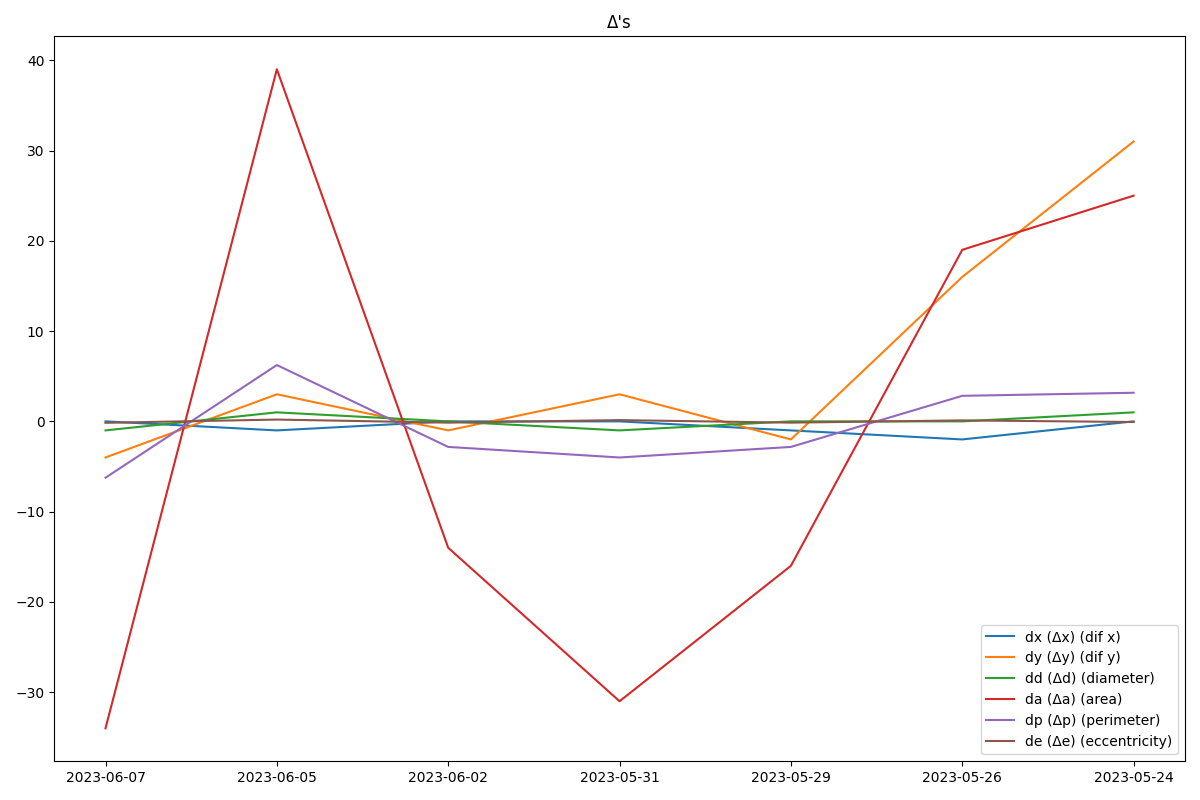 Δ's
40
30
20
10
0
−10
−20
−30
dx (Δx) (dif x)
dy (Δy) (dif y)
dd (Δd) (diameter)
da (Δa) (area)
dp (Δp) (perimeter)
de (Δe) (eccentricity)
2023-06-07 2023-06-05 2023-06-02 2023-05-31 2023-05-29 2023-05-26 2023-05-24